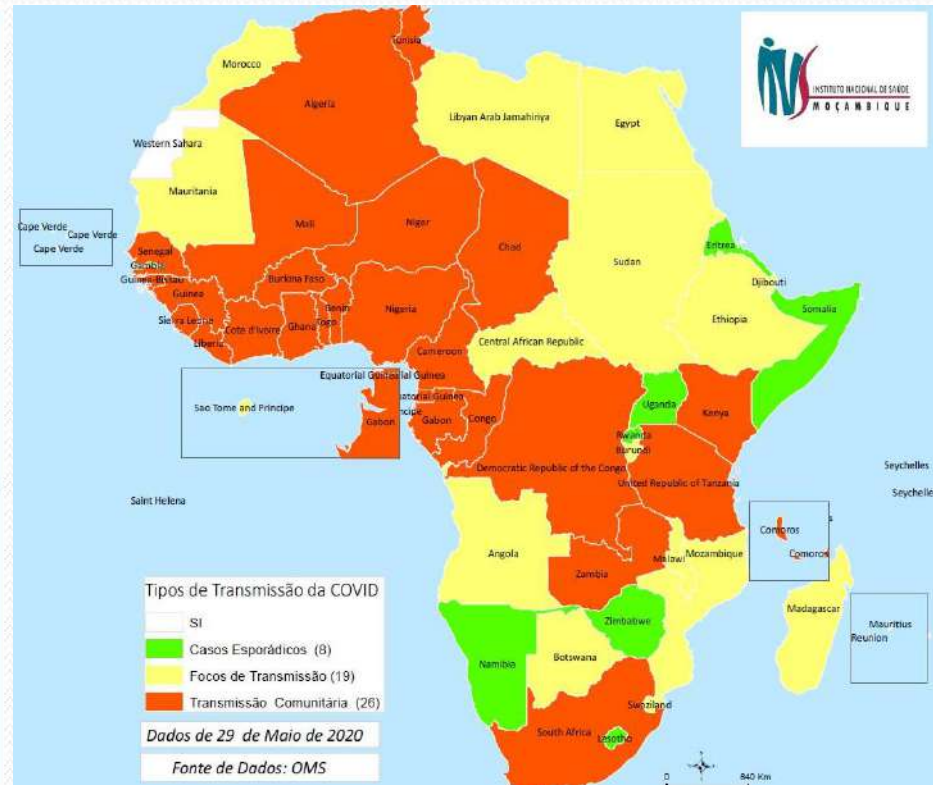 Tunisia
Morocco
Algeria
Libyan Arab Jamahiriya
Egypt
INS
INSTITUTO NACIONAL DE SAÚDE
MOÇAMBIQUE
Western Sahara
Mauritania
Mali
Niger
Chad
Sudan
Eritrea
Cape Verde
Cape Verde
Cape Verde
Senegal
Gambia
Guinea-Bissau
Guinea
Burkina Faso
Djibouti
Somalia
Sierra Leone
Liberia
Cote d'Ivoire
Ghana
Togo
Benin
Nigeria
Ethiopia
Central African Republic
Cameroon
Equatorial Guinea
Sao Tome and Principe
Gabon
Gabon
Congo
Uganda
Kenya
Rwanda
Burundi
Democratic Republic of the Congo
United Republic of Tanzania
Seychelles
Seychelle
Saint Helena
Comoros
Comoros
Angola
Zambia
Malawi
Mozambique
Madagascar
Mauritius
Reunion
Zimbabwe
Namibia
Botswana
Swaziland
South Africa
Lesotho
Tipos de Transmissão da COVID
SI
Casos Esporádicos (8)
Focos de Transmissão (19)
Transmissão Comunitária (26)
Dados de 29 de Maio de 2020
Fonte de Dados: OMS
0 840 Km